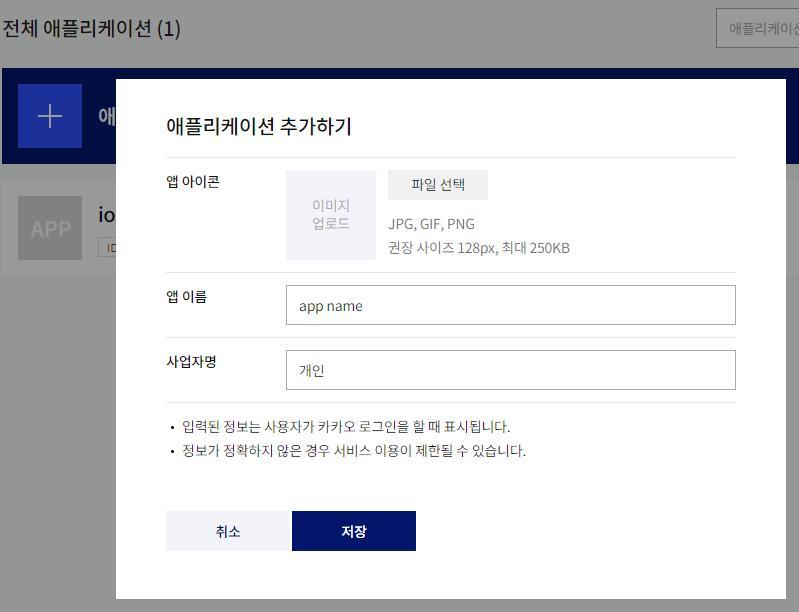 전체 애플리케이션 (1)
애플리케이션
애
애플리케이션 추가하기
앱 아이콘
이미지
업로드
파일 선택
JPG, GIF, PNG
권장 사이즈 128px, 최대 250KB
APP
io
ID
앱 이름
app name
사업자명
개인
• 입력된 정보는 사용자가 카카오 로그인을 할 때 표시됩니다.
• 정보가 정확하지 않은 경우 서비스 이용이 제한될 수 있습니다.
취소
저장